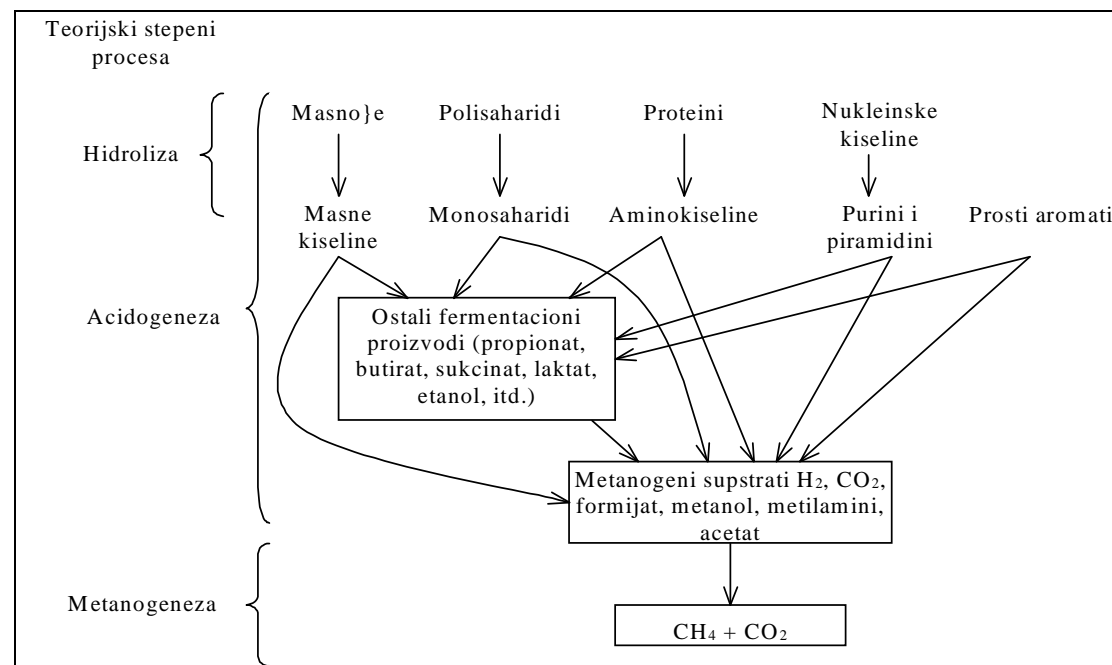 Teorijski stepeni
procesa
Hidroliza
Masno}e
Polisaharidi
Proteini
Nukleinske
kiseline
Masne
kiseline
Monosaharidi
Aminokiseline
Purini i
piramidini
Prosti aromati
Acidogeneza
Ostali fermentacioni
proizvodi (propionat,
butirat, sukcinat, laktat,
etanol, itd.)
Metanogeni supstrati H₂, CO₂,
formijat, metanol, metilamini,
acetat
Metanogeneza
CH₄ + CO₂